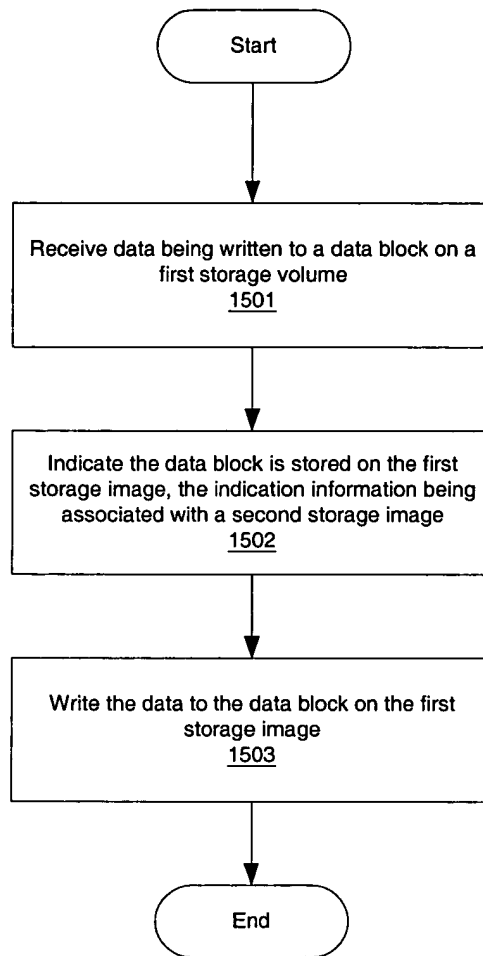 Start
Receive data being written to a data block on a
first storage volume
1501
Indicate the data block is stored on the first
storage image, the indication information being
associated with a second storage image
1502
Write the data to the data block on the first
storage image
1503
End